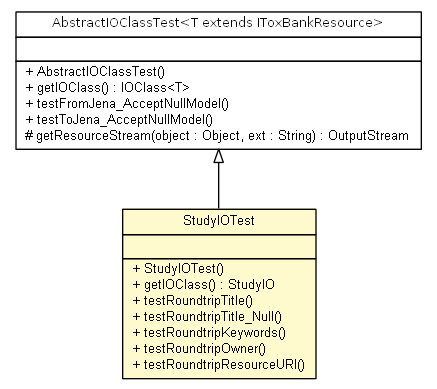 AbstractIOClassTest<T extends IToxBankResource>
+ AbstractIOClassTest()
+ getIOClass() : IOClass<T>
+ testFromJena_AcceptNullModel()
+ testToJena_AcceptNullModel()
# getResourceStream(object : Object, ext : String) : OutputStream
StudyIOTest
+ StudyIOTest()
+ getIOClass() : StudyIO
+ testRoundtripTitle()
+ testRoundtripTitle_Null()
+ testRoundtripKeywords()
+ testRoundtripOwner()
+ testRoundtripResourceURI()